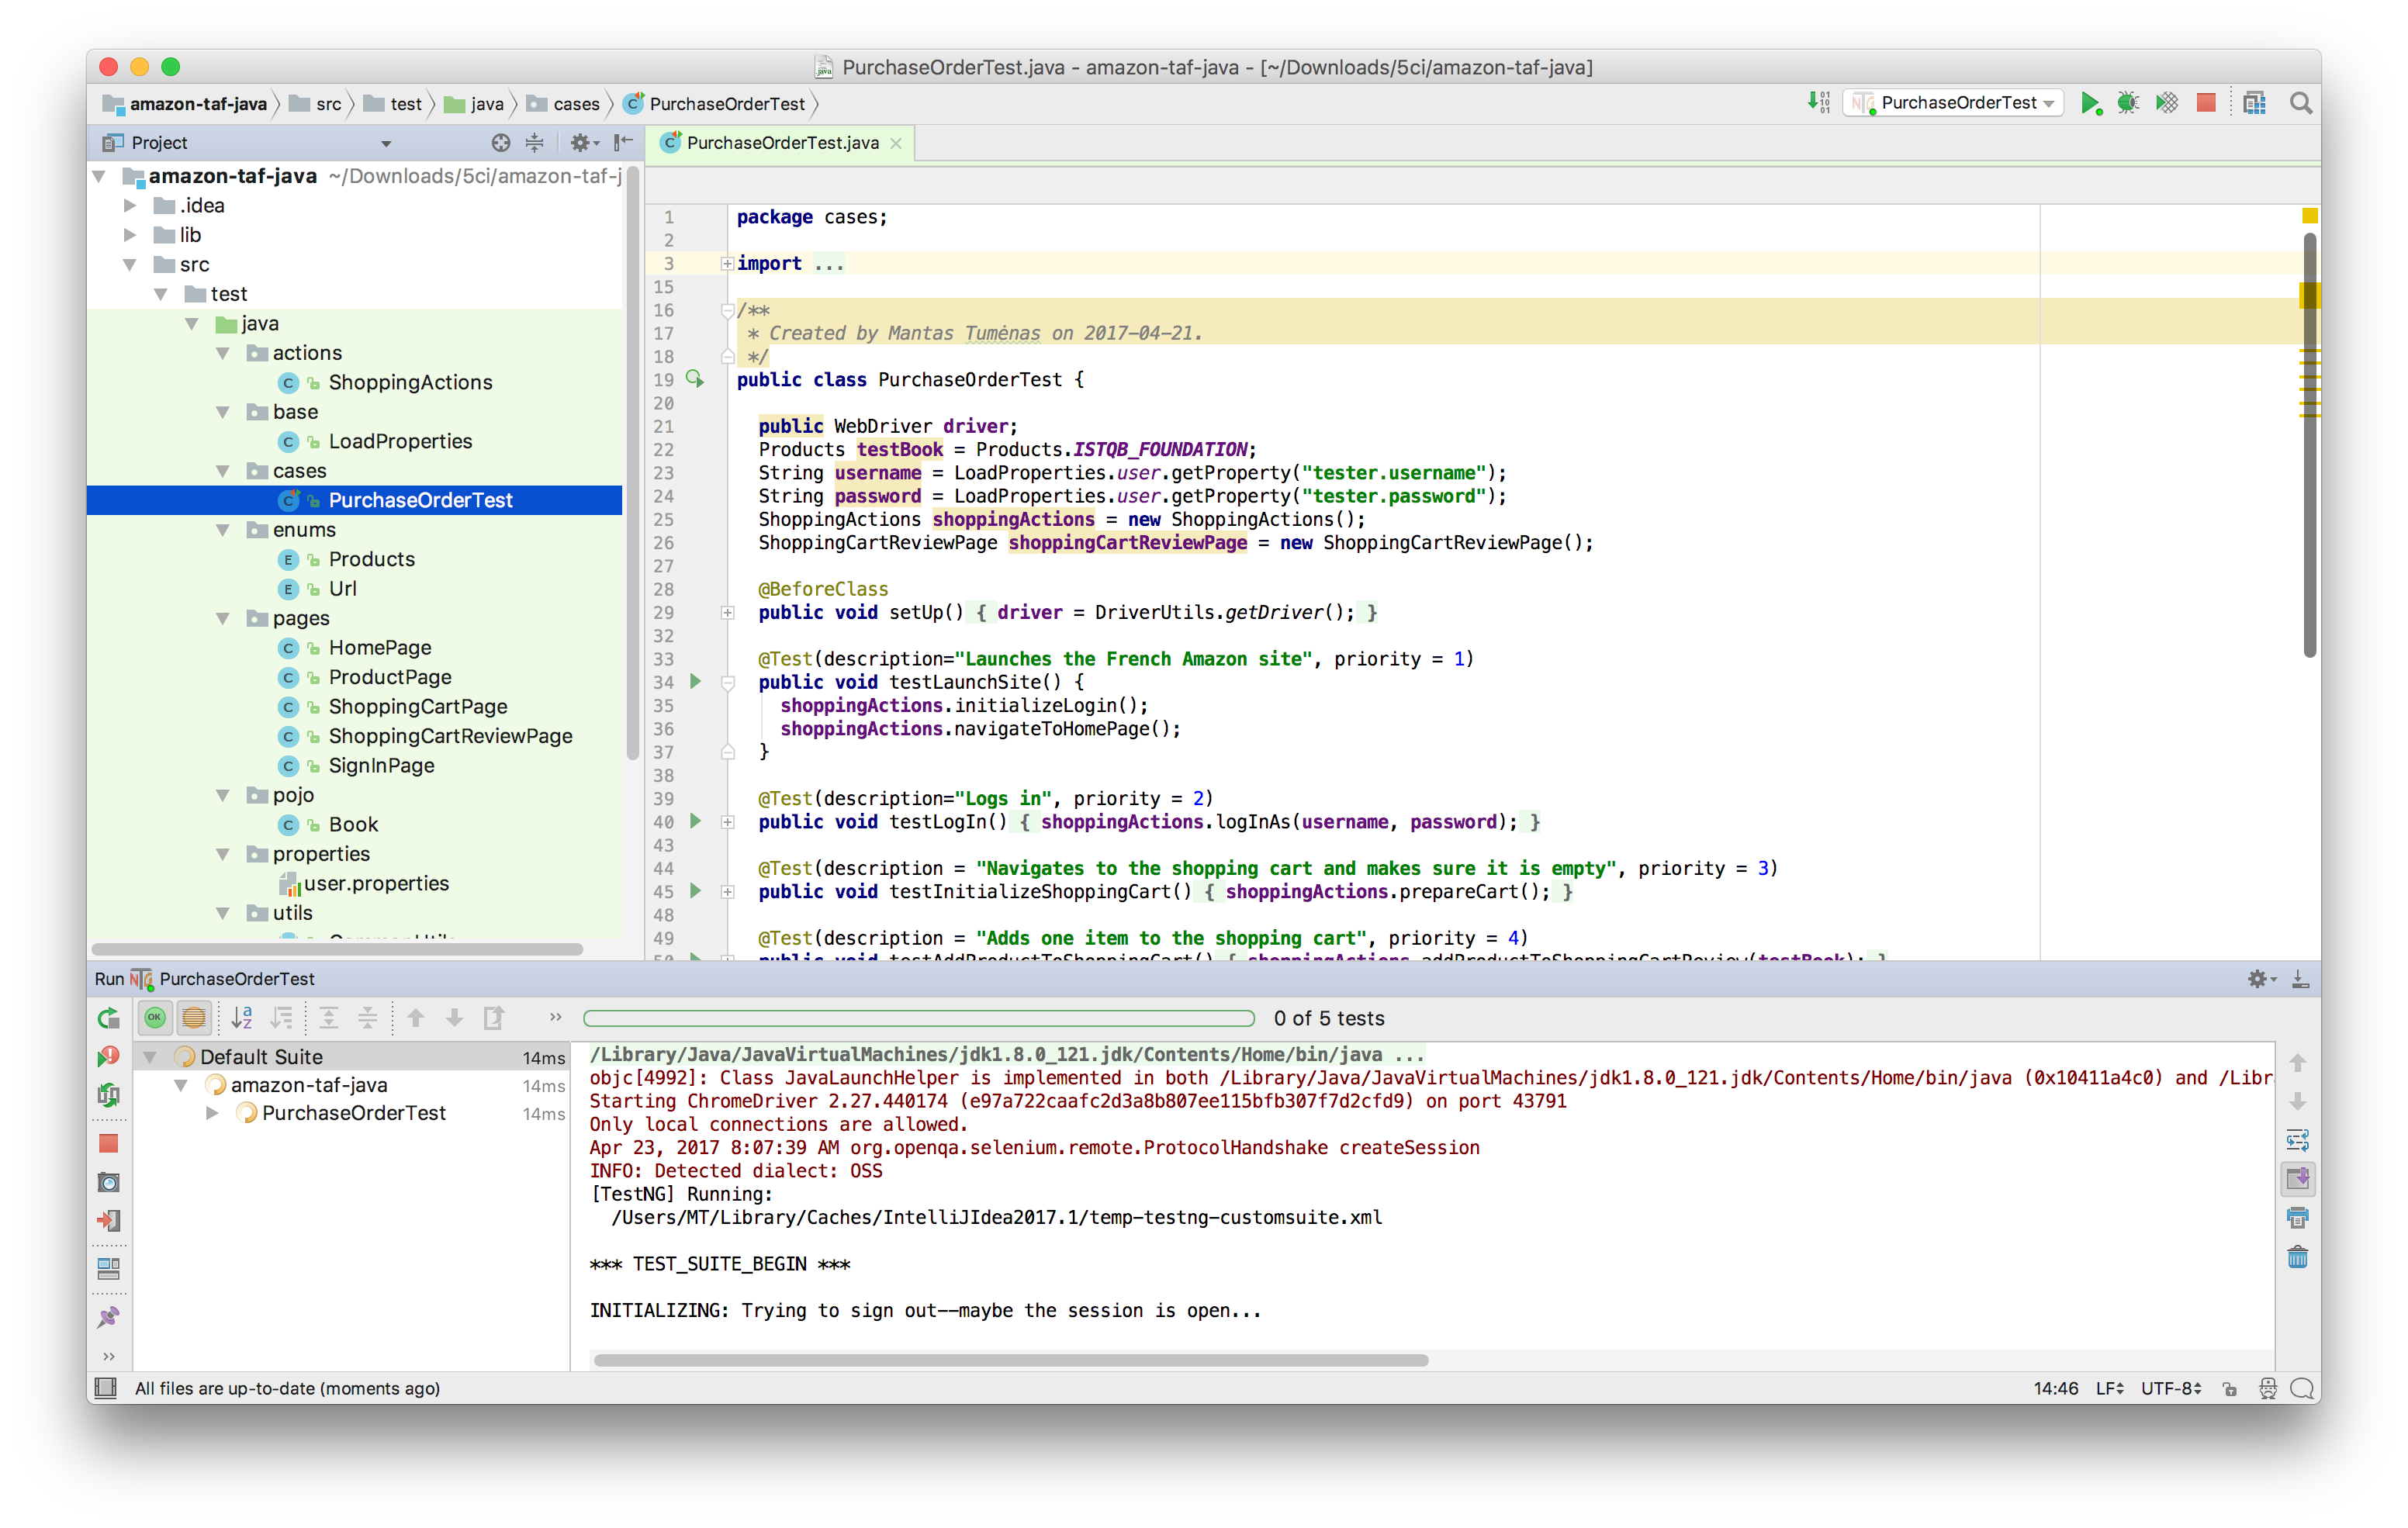 PurchaseOrderTest.java - amazon-taf-java - [~/Downloads/5ci/amazon-taf-java]
amazon-taf-java src test java cases PurchaseOrderTest
PurchaseOrderTest
Project
PurchaseOrderTest.java
amazon-taf-java ~/Downloads/5ci/amazon-taf-j
.idea
lib
src
test
java
actions
ShoppingActions
base
LoadProperties
cases
PurchaseOrderTest
enums
Products
Url
pages
HomePage
ProductPage
ShoppingCartPage
ShoppingCartReviewPage
SignInPage
pojo
Book
properties
user.properties
utils
1 package cases;
2
3 import ...
15
16 /**
17 * Created by Mantas Tumėnas on 2017-04-21.
18 */
19 public class PurchaseOrderTest {
20
21 public WebDriver driver;
22 Products testBook = Products.ISTQB_FOUNDATION;
23 String username = LoadProperties.user.getProperty("tester.username");
24 String password = LoadProperties.user.getProperty("tester.password");
25 ShoppingActions shoppingActions = new ShoppingActions();
26 ShoppingCartReviewPage shoppingCartReviewPage = new ShoppingCartReviewPage();
27
28 @BeforeClass
29 public void setUp() { driver = DriverUtils.getDriver(); }
32
33 @Test(description="Launches the French Amazon site", priority = 1)
34 public void testLaunchSite() {
35 shoppingActions.initializeLogin();
36 shoppingActions.navigateToHomePage();
37 }
38
39 @Test(description="Logs in", priority = 2)
40 public void testLogIn() { shoppingActions.logInAs(username, password); }
43
44 @Test(description = "Navigates to the shopping cart and makes sure it is empty", priority = 3)
45 public void testInitializeShoppingCart() { shoppingActions.prepareCart(); }
48
49 @Test(description = "Adds one item to the shopping cart", priority = 4)
50 public void testAddProductToShoppingCart() { shoppingActions.addProductToShoppingCartReview(testBook); }
Run PurchaseOrderTest
0 of 5 tests
Default Suite 14ms
amazon-taf-java 14ms
PurchaseOrderTest 14ms
/Library/Java/JavaVirtualMachines/jdk1.8.0_121.jdk/Contents/Home/bin/java ...
objc[4992]: Class JavaLaunchHelper is implemented in both /Library/Java/JavaVirtualMachines/jdk1.8.0_121.jdk/Contents/Home/bin/java (0x10411a4c0) and /Libr
Starting ChromeDriver 2.27.440174 (e97a722caafc2d3a8b807ee115bfb307f7d2cfd9) on port 43791
Only local connections are allowed.
Apr 23, 2017 8:07:39 AM org.openqa.selenium.remote.ProtocolHandshake createSession
INFO: Detected dialect: OSS
[TestNG] Running:
/Users/MT/Library/Caches/IntelliJIdea2017.1/temp-testng-customsuite.xml
*** TEST_SUITE_BEGIN ***
INITIALIZING: Trying to sign out--maybe the session is open...
All files are up-to-date (moments ago)
14:46 LF UTF-8